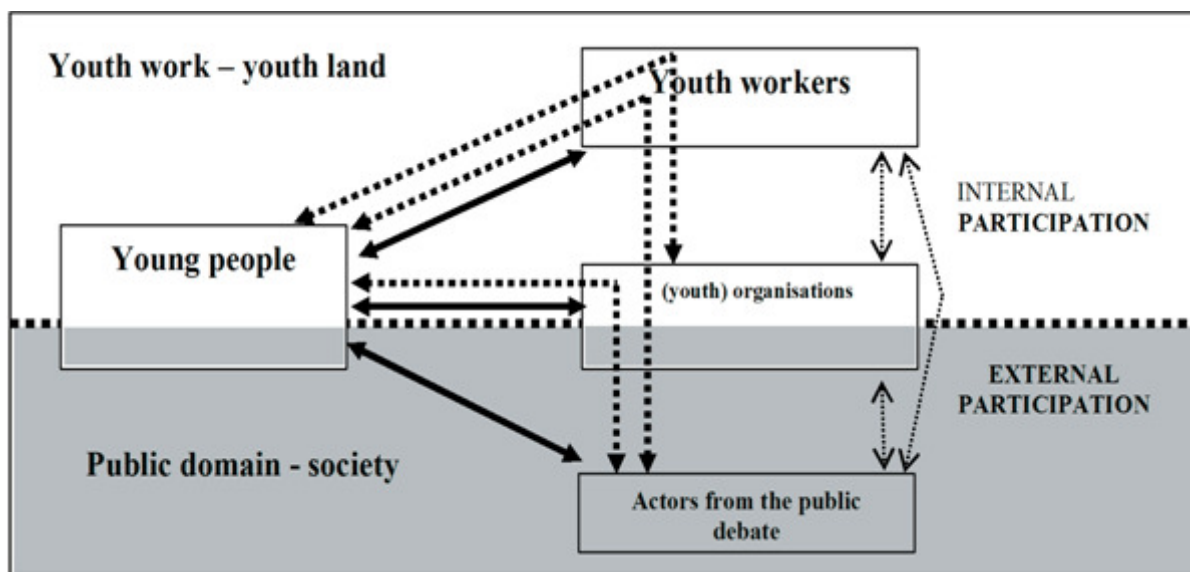 Youth work – youth land
Youth workers
INTERNAL
PARTICIPATION
Young people
(youth) organisations
EXTERNAL
PARTICIPATION
Public domain - society
Actors from the public
debate